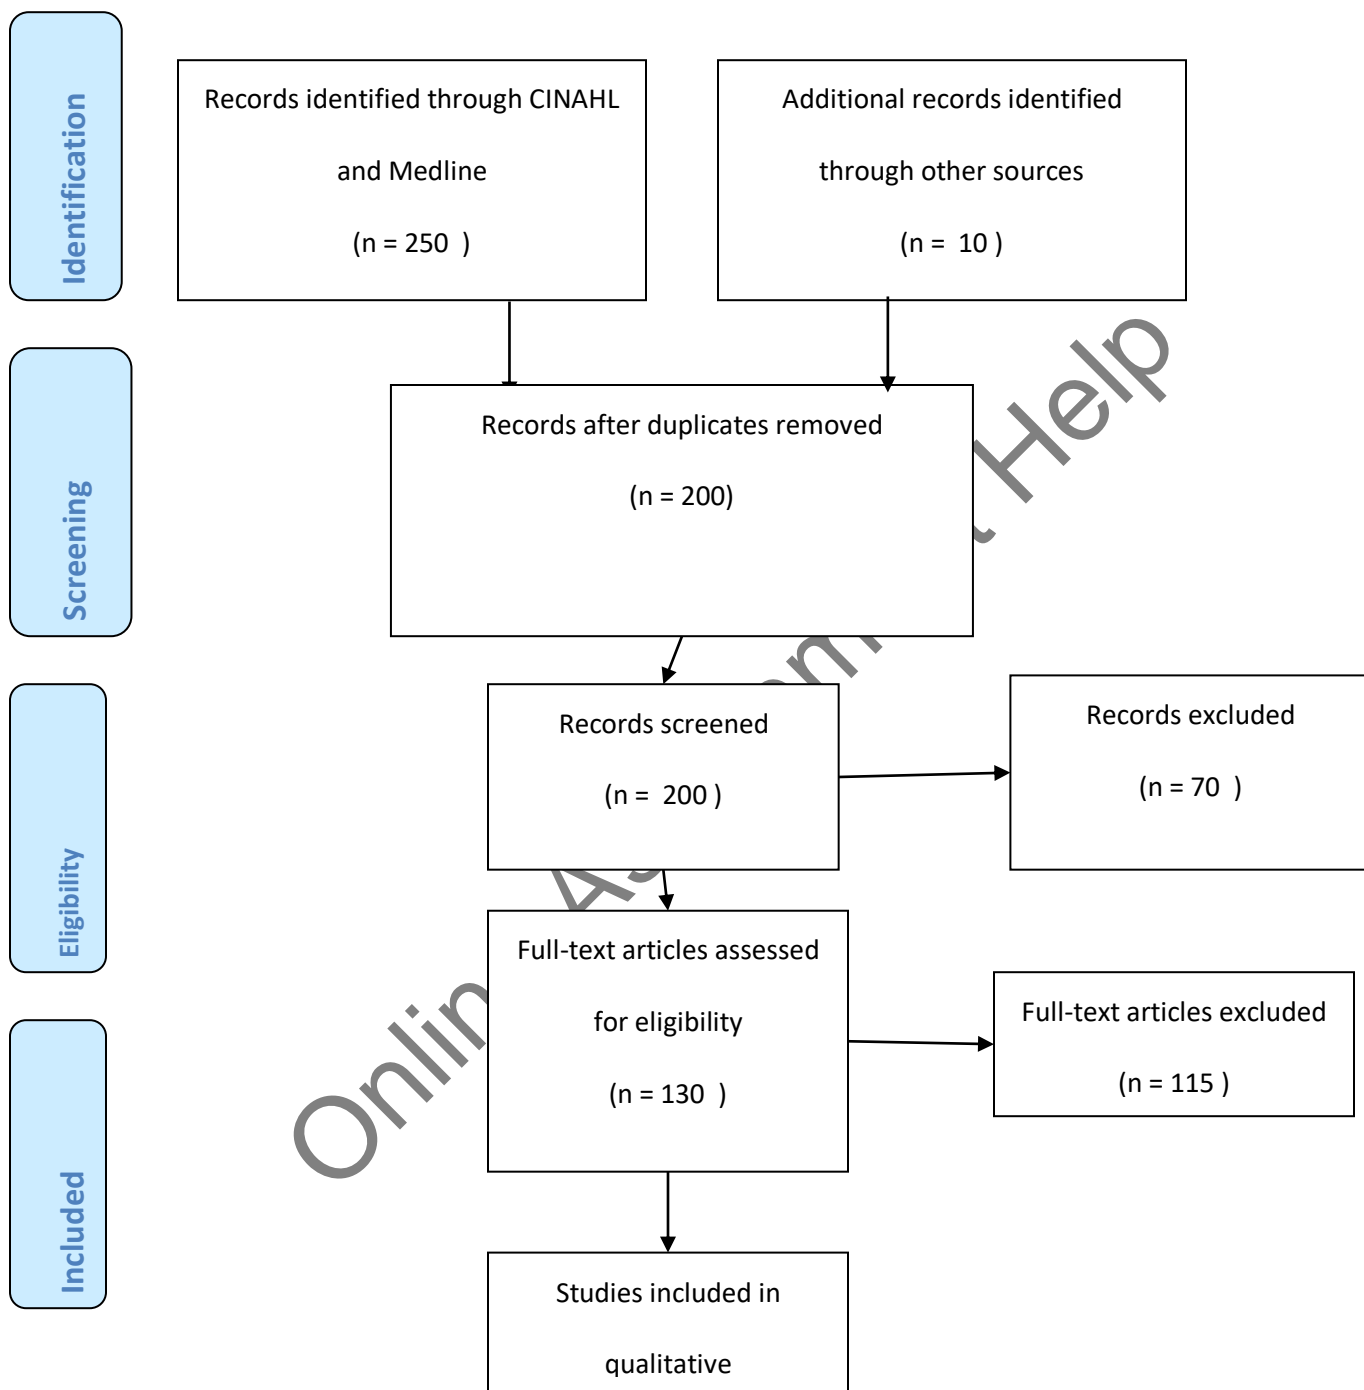 Identification
Records identified through CINAHL
and Medline
(n = 250  )
Additional records identified
through other sources
(n =  10 )
Screening
Records after duplicates removed
(n = 200)
Eligibility
Records screened
(n =  200 )
Records excluded
(n = 70  )
Full-text articles assessed
for eligibility
(n = 130  )
Full-text articles excluded
(n = 115 )
Included
Studies included in
qualitative
Help